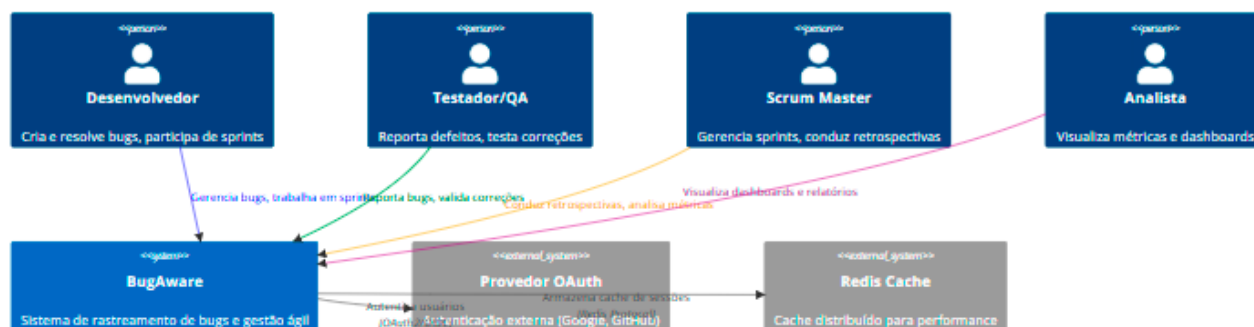 <<person>>
Desenvolvedor
Cria e resolve bugs, participa de sprints
<<person>>
Testador/QA
Reporta defeitos, testa correções
<<person>>
Scrum Master
Gerencia sprints, conduz retrospectivas
<<person>>
Analista
Visualiza métricas e dashboards
Gerencia bugs, trabalha em
Reporta bugs, valida correções
Conduz retrospectivas, analisa métricas
Visualiza dashboards e relatórios
<<system>>
BugAware
Sistema de rastreamento de bugs e gestão ágil
<<external_system>>
Provedor OAuth
Autenticação externa (Google, GitHub)
<<external_system>>
Redis Cache
Cache distribuído para performance
Autentica usuários
Armazena cache de sessões
[Redis Protocol]